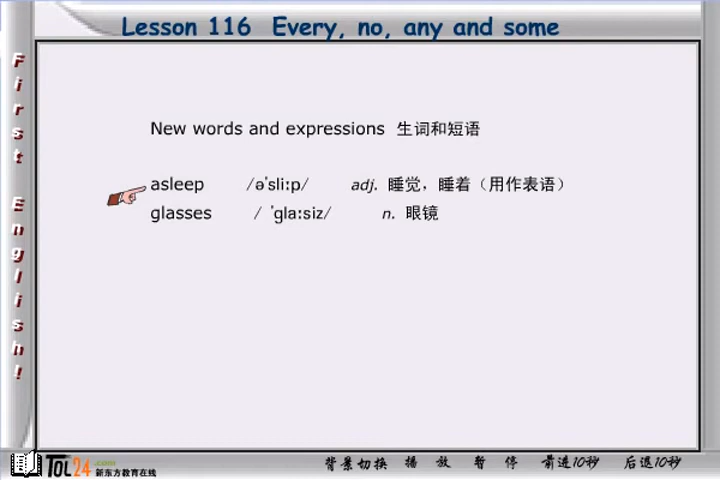 Lesson 116 Every, no, any and some
First English!
New words and expressions 生词和短语
asleep /ə'sli:p/ adj. 睡觉，睡着（用作表语）
glasses / 'gla:siz/ n. 眼镜
TOL24.com 新东方教育在线
背景切换 播放 暂停 前进10秒 后退10秒